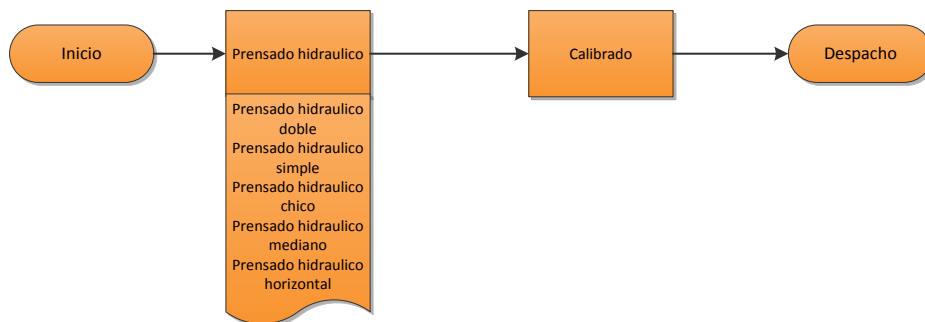 Inicio
Prensado hidraulico
Calibrado
Despacho
Prensado hidraulico
doble
Prensado hidraulico
simple
Prensado hidraulico
chico
Prensado hidraulico
mediano
Prensado hidraulico
horizontal